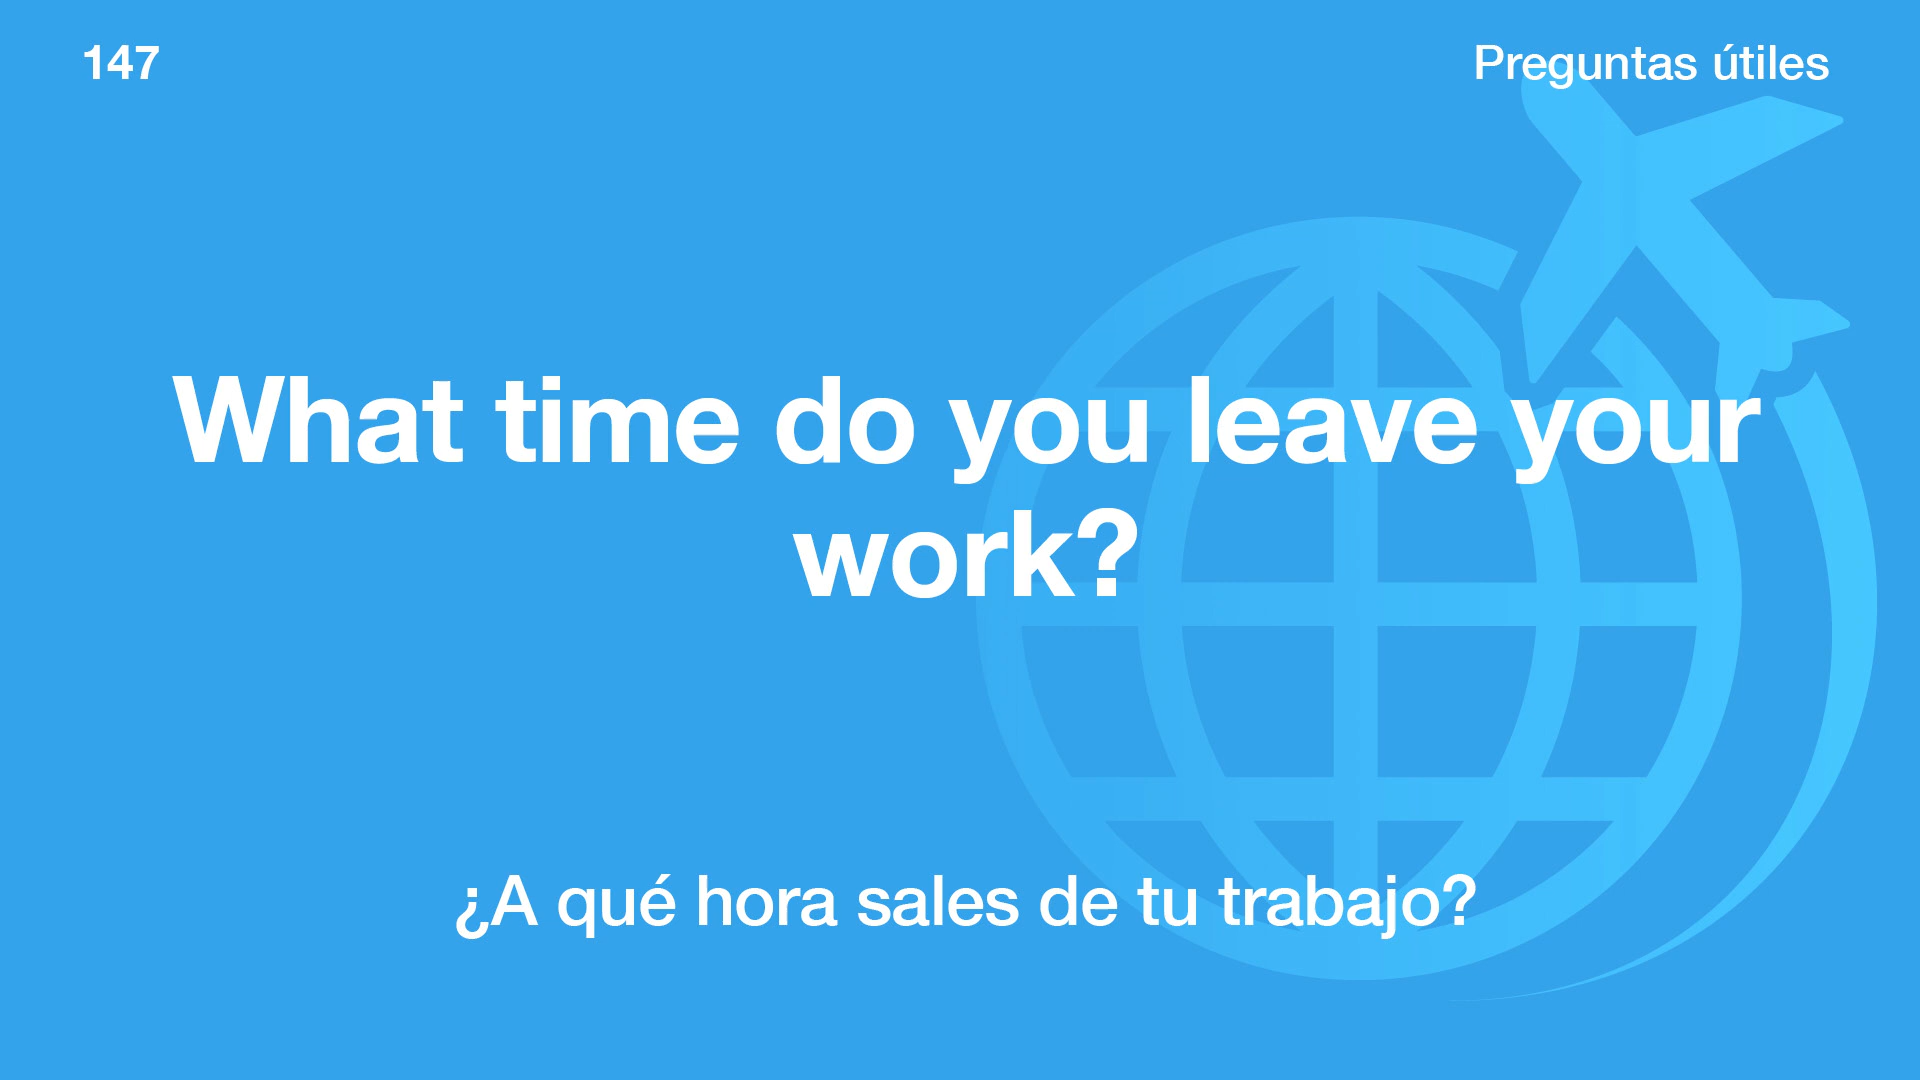 147
Preguntas útiles
What time do you leave your
work?
¿A qué hora sales de tu trabajo?